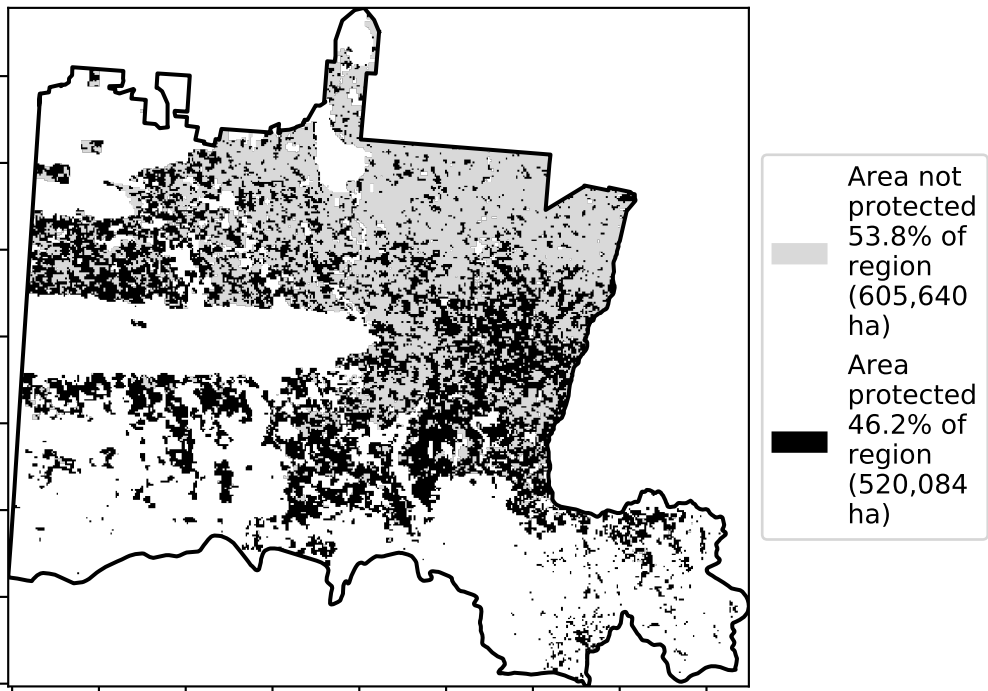 Area not
protected
53.8% of
region
(605,640
ha)
Area
protected
46.2% of
region
(520,084
ha)